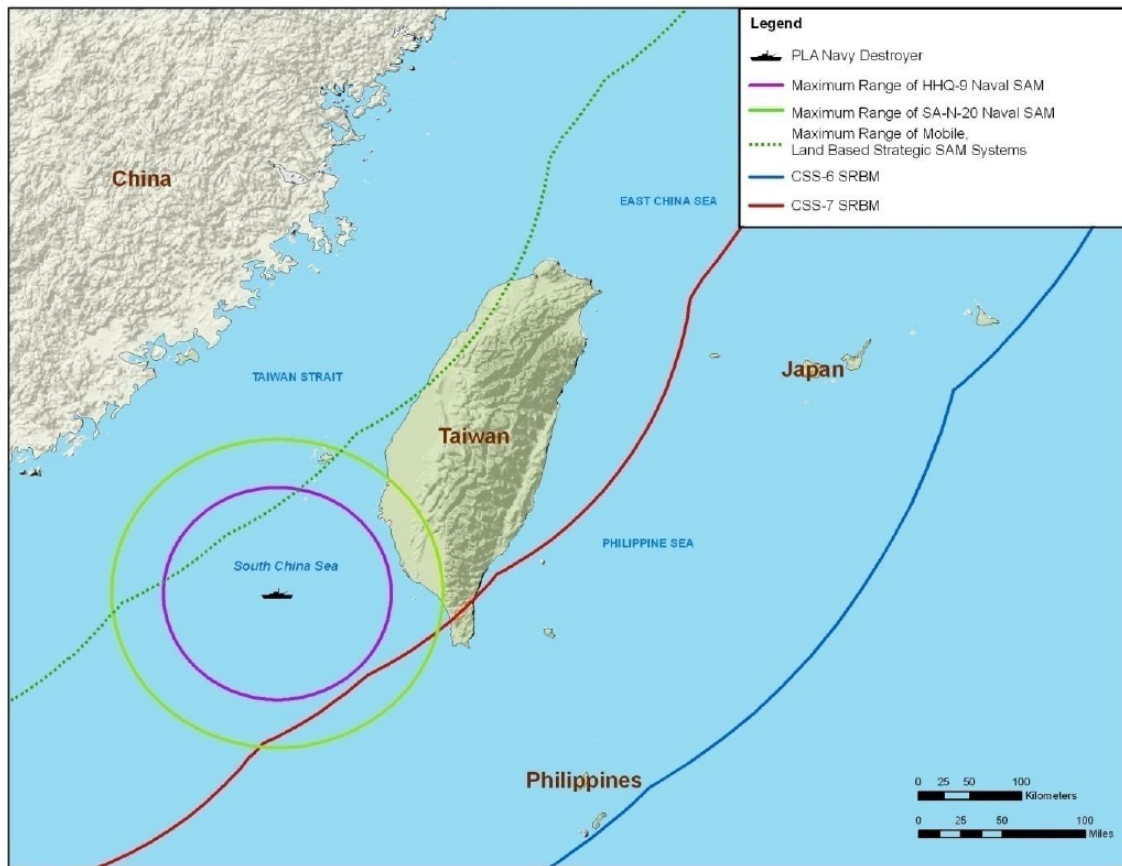 Legend
PLA Navy Destroyer
Maximum Range of HHQ-9 Naval SAM
Maximum Range of SA-N-20 Naval SAM
Maximum Range of Mobile,
Land Based Strategic SAM Systems
CSS-6 SRBM
CSS-7 SRBM
China
EAST CHINA SEA
TAIWAN STRAIT
Japan
Taiwan
PHILIPPINE SEA
South China Sea
Philippines
0 25 50 100
Kilometers
0 25 50 100
Miles